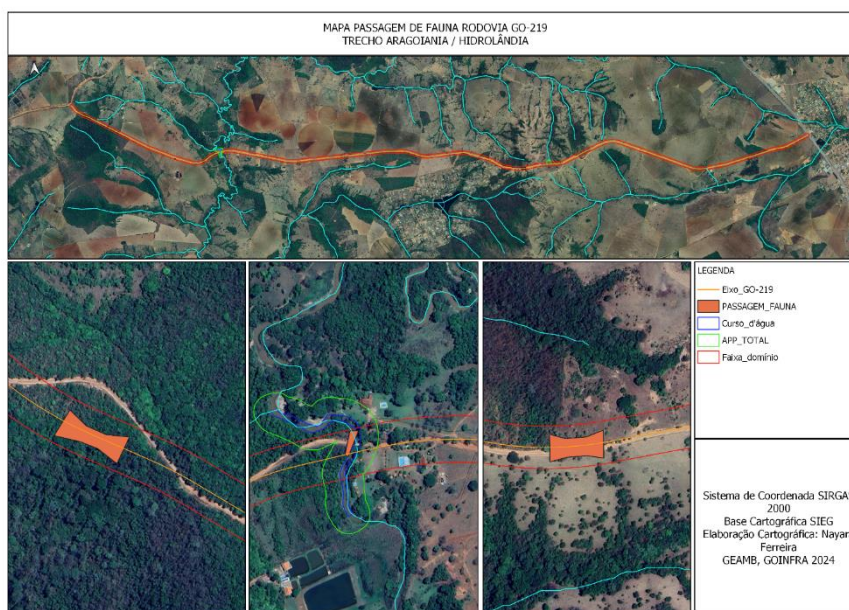 MAPA PASSAGEM DE FAUNA RODOVIA GO-219
TRECHO ARAGOIANIA / HIDROLÂNDIA
LEGENDA
Eixo_GO-219
PASSAGEM_FAUNA
Curso_d'água
APP_TOTAL
Faixa_domínio
Sistema de Coordenada SIRGA
2000
Base Cartográfica SIEG
Elaboração Cartográfica: Nayar
Ferreira
GEAMB, GOINFRA 2024